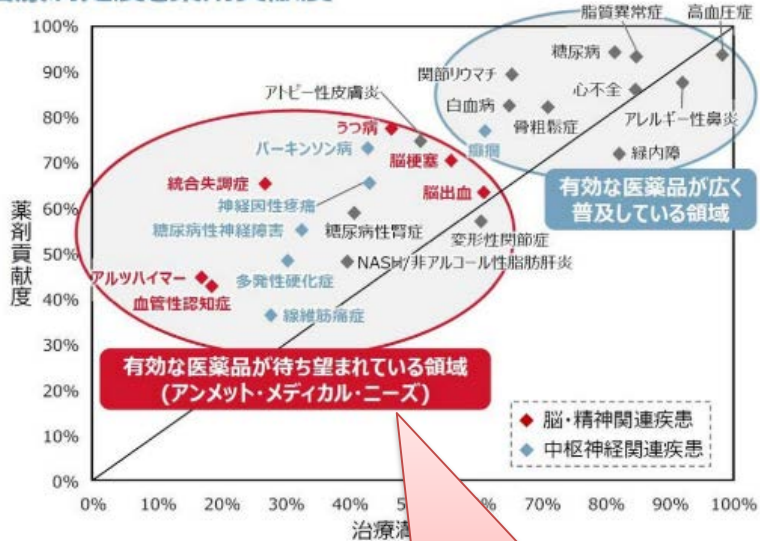 脂質異常症
高血圧症
100%
糖尿病
90%
関節リウマチ
心不全
アトピー性皮膚炎
白血病
骨粗鬆症
アレルギー性鼻炎
80%
うつ病
パーキンソン病
癲癇
緑内障
70%
脳梗塞
統合失調症
脳出血
有効な医薬品が広く
普及している領域
60%
神経因性疼痛
糖尿病性神経障害
糖尿病性腎症
変形性関節症
薬剤貢献度
50%
NASH/非アルコール性脂肪肝炎
アルツハイマー
多発性硬化症
40%
血管性認知症
線維筋痛症
30%
有効な医薬品が待ち望まれている領域
(アンメット・メディカル・ニーズ)
20%
10%
脳・精神関連疾患
中枢神経関連疾患
0%
0% 10% 20% 30% 40% 60% 70% 80% 90% 100%
治療